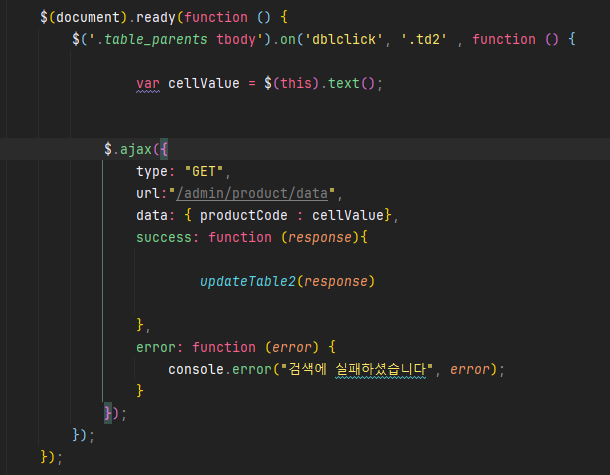 $(document).ready(function () {
$('.table_parents tbody').on('dblclick', '.td2' , function () {
var cellValue = $(this).text();
$.ajax({
type: "GET",
url:"/admin/product/data",
data: { productCode : cellValue},
success: function (response){
updateTable2(response)
},
error: function (error) {
console.error("검색에 실패하셨습니다", error);
}
});
});
});